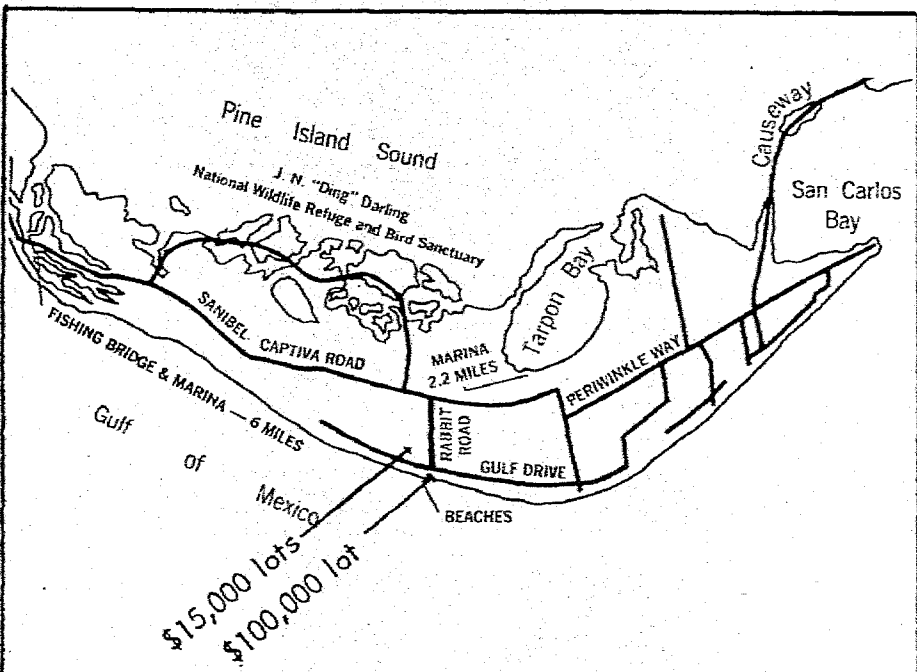 Pine Island Sound
J. N. "Ding" Darling
National Wildlife Refuge and Bird Sanctuary
Causeway
San Carlos
Bay
Tarpon Bay
SANIBEL CAPTIVA ROAD
MARINA
2.2 MILES
PERIWINKLE WAY
FISHING BRIDGE & MARINA — 6 MILES
RABBIT
ROAD
GULF DRIVE
Gulf
of
Mexico
BEACHES
$15,000 lots
$100,000 lot